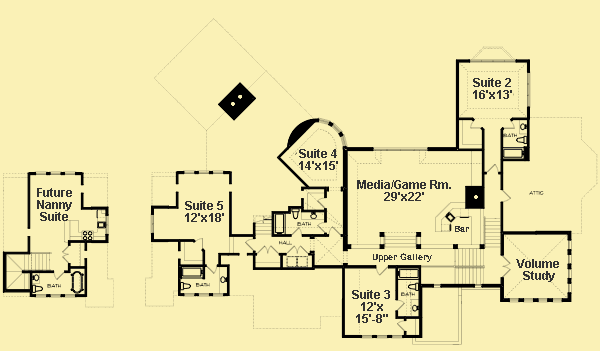 Suite 2
16'x13'
BATH
Suite 4
14'x15'
Future
Nanny
Suite
Suite 5
12'x18'
Media/Game Rm.
29'x22'
ATTIC
BATH
Bar
HALL
Upper Gallery
Volume
Study
BATH
BATH
Suite 3
12'x
15'-8"
BATH